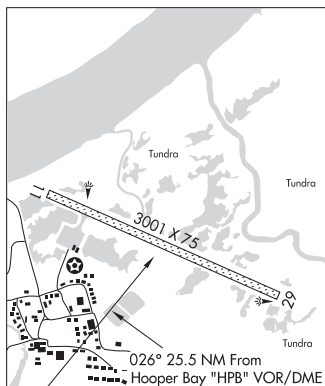 Tundra
Tundra
11
3001 X 75
29
Tundra
026° 25.5 NM From
Hooper Bay "HPB" VOR/DME